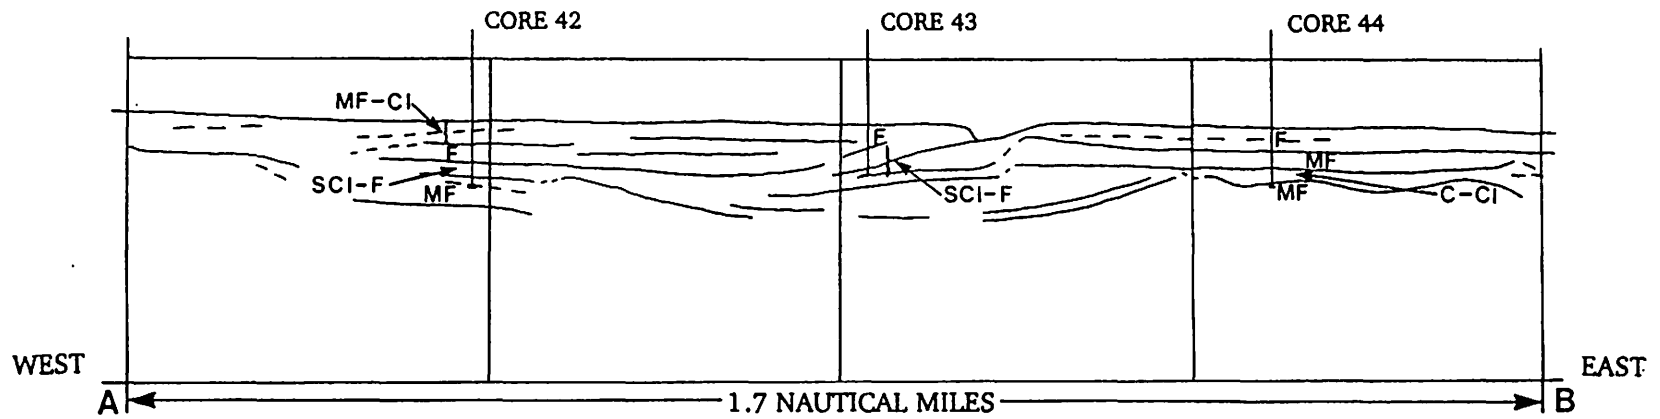 CORE 42
CORE 43
CORE 44
MF-CI
F
F
F
MF
SCI-F
MF
SCI-F
MF
C-CI
WEST
EAST
A
1.7 NAUTICAL MILES
B